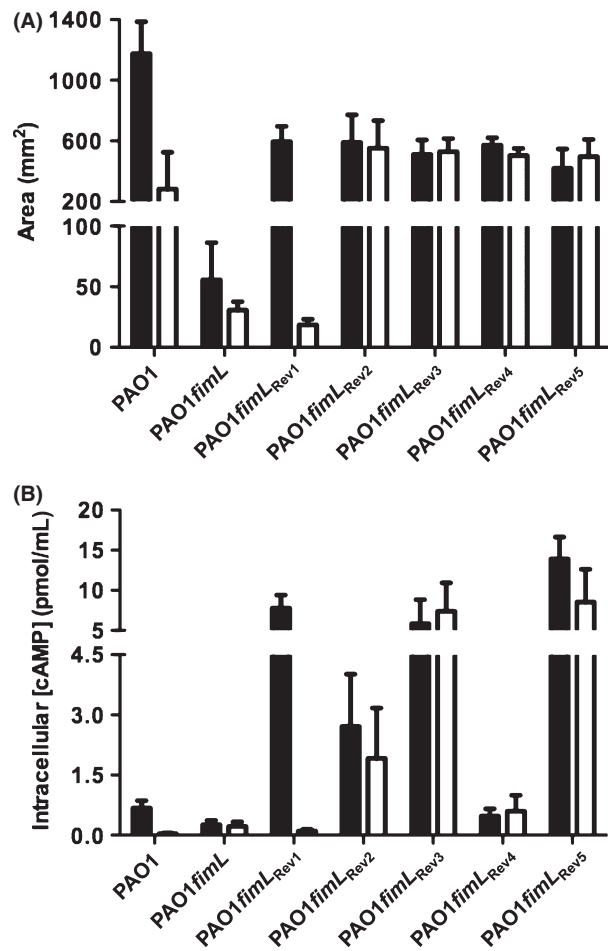 (A)
Area (mm²)
1400
1000
600
200
100
50
0
PAO1
PAO1fimL
PAO1fimLRev1
PAO1fimLRev2
PAO1fimLRev3
PAO1fimLRev4
PAO1fimLRev5
(B)
Intracellular [cAMP] (pmol/mL)
20
15
10
5
4.5
3.0
1.5
0.0
PAO1
PAO1fimL
PAO1fimLRev1
PAO1fimLRev2
PAO1fimLRev3
PAO1fimLRev4
PAO1fimLRev5